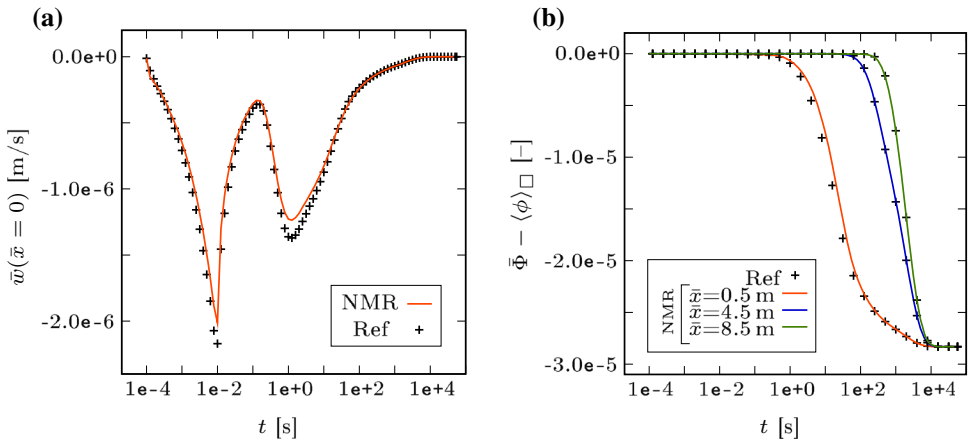 (a)
0.0e+0
-1.0e-6
-2.0e-6
w̄(x̄ = 0) [m/s]
NMR
Ref
1e-4 1e-2 1e+0 1e+2 1e+4
t [s]
(b)
0.0e+0
-1.0e-5
-2.0e-5
-3.0e-5
Φ̄ − ⟨ϕ⟩□ [–]
Ref
NMR
x̄=0.5 m
x̄=4.5 m
x̄=8.5 m
1e-4 1e-2 1e+0 1e+2 1e+4
t [s]